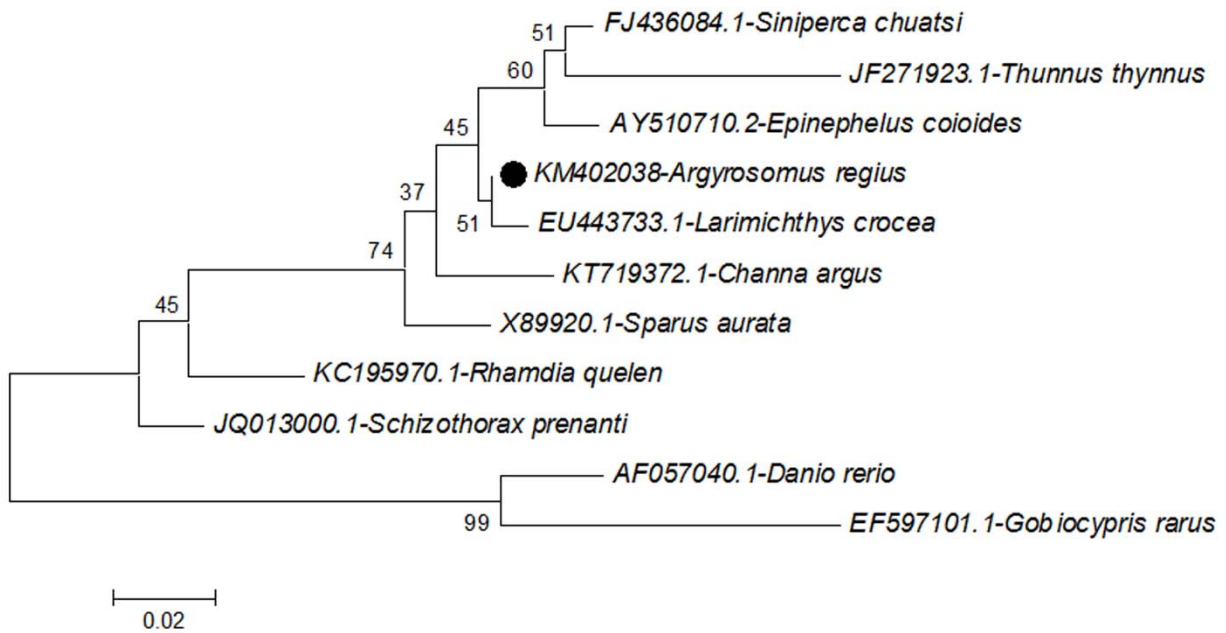 FJ436084.1-Siniperca chuatsi
51
JF271923.1-Thunnus thynnus
60
AY510710.2-Epinephelus coioides
45
KM402038-Argyrosomus regius
37
51
EU443733.1-Larimichthys crocea
74
KT719372.1-Channa argus
45
X89920.1-Sparus aurata
KC195970.1-Rhamdia quelen
JQ013000.1-Schizothorax prenanti
AF057040.1-Danio rerio
99
EF597101.1-Gobiocypris rarus
0.02